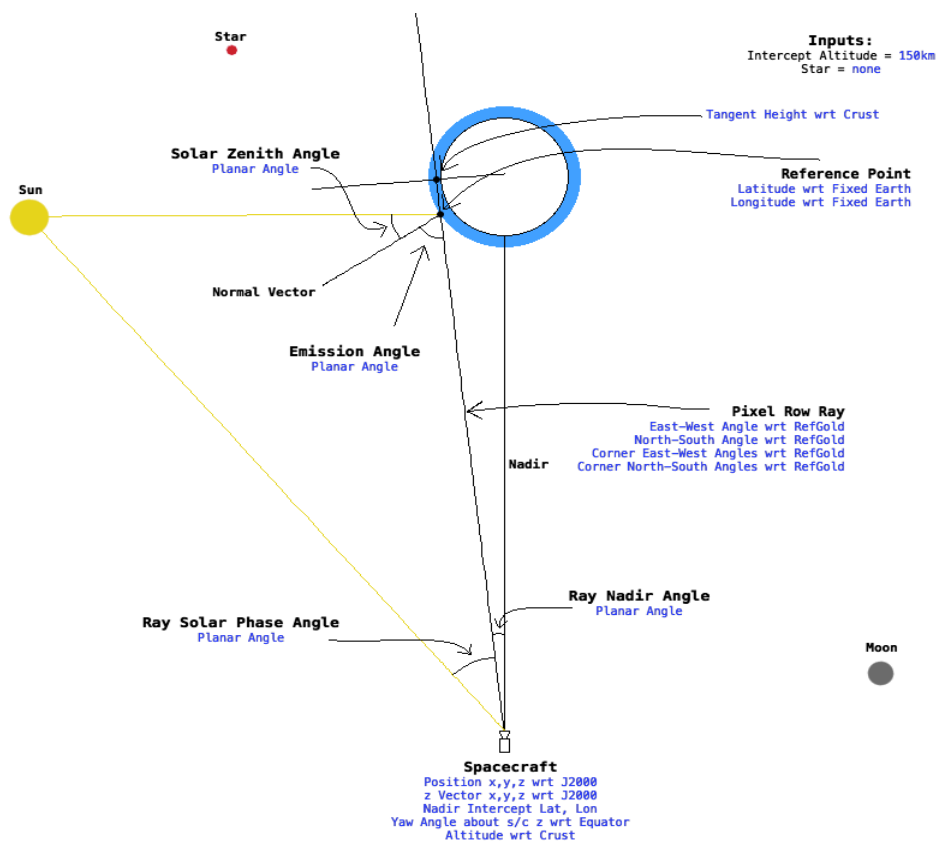 Star
Inputs:
Intercept Altitude = 150km
Star = none
Tangent Height wrt Crust
Solar Zenith Angle
Planar Angle
Reference Point
Latitude wrt Fixed Earth
Longitude wrt Fixed Earth
Sun
Normal Vector
Emission Angle
Planar Angle
Pixel Row Ray
East-West Angle wrt RefGold
North-South Angle wrt RefGold
Corner East-West Angles wrt RefGold
Corner North-South Angles wrt RefGold
Nadir
Ray Nadir Angle
Planar Angle
Ray Solar Phase Angle
Planar Angle
Moon
Spacecraft
Position x,y,z wrt J2000
z Vector x,y,z wrt J2000
Nadir Intercept Lat, Lon
Yaw Angle about s/c z wrt Equator
Altitude wrt Crust